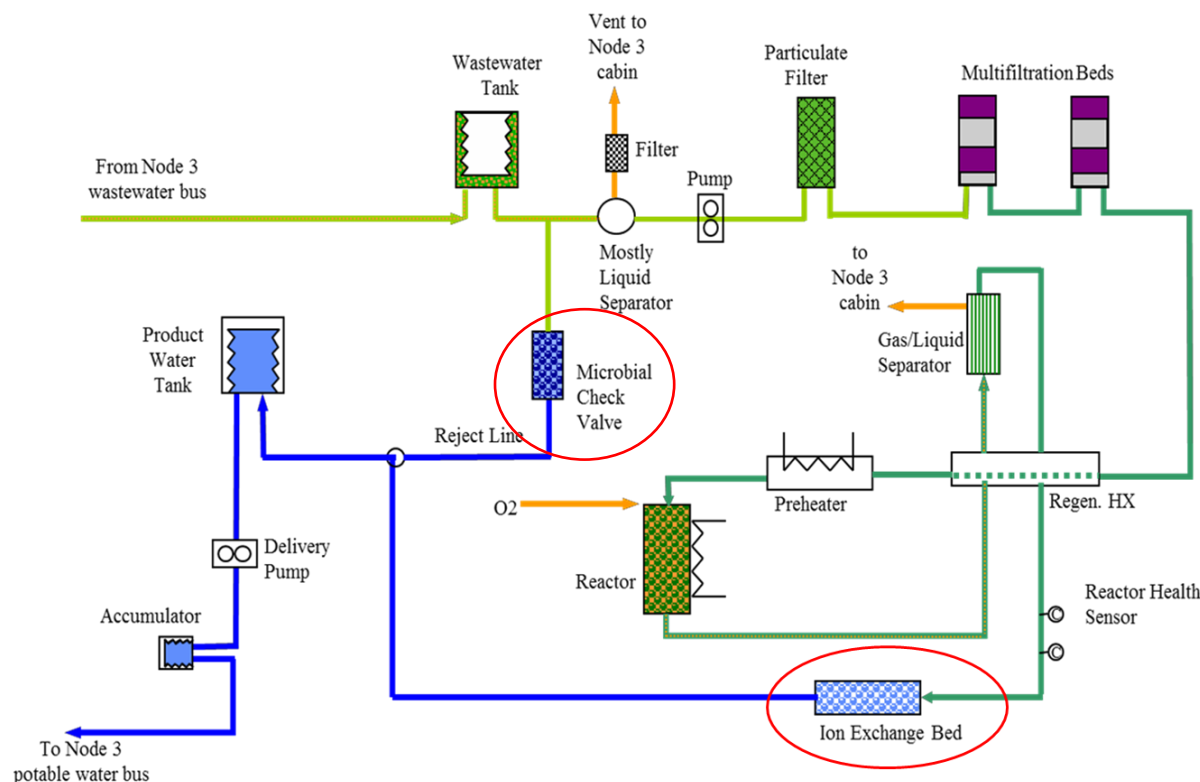 Vent to
Node 3
cabin
Wastewater
Tank
Particulate
Filter
Multifiltration Beds
From Node 3
wastewater bus
Filter
Pump
Mostly
Liquid
Separator
to
Node 3
cabin
Gas/Liquid
Separator
Product
Water
Tank
Microbial
Check
Valve
Reject Line
O2
Preheater
Regen. HX
Reactor
Delivery
Pump
Reactor Health
Sensor
Accumulator
Ion Exchange Bed
To Node 3
potable water bus